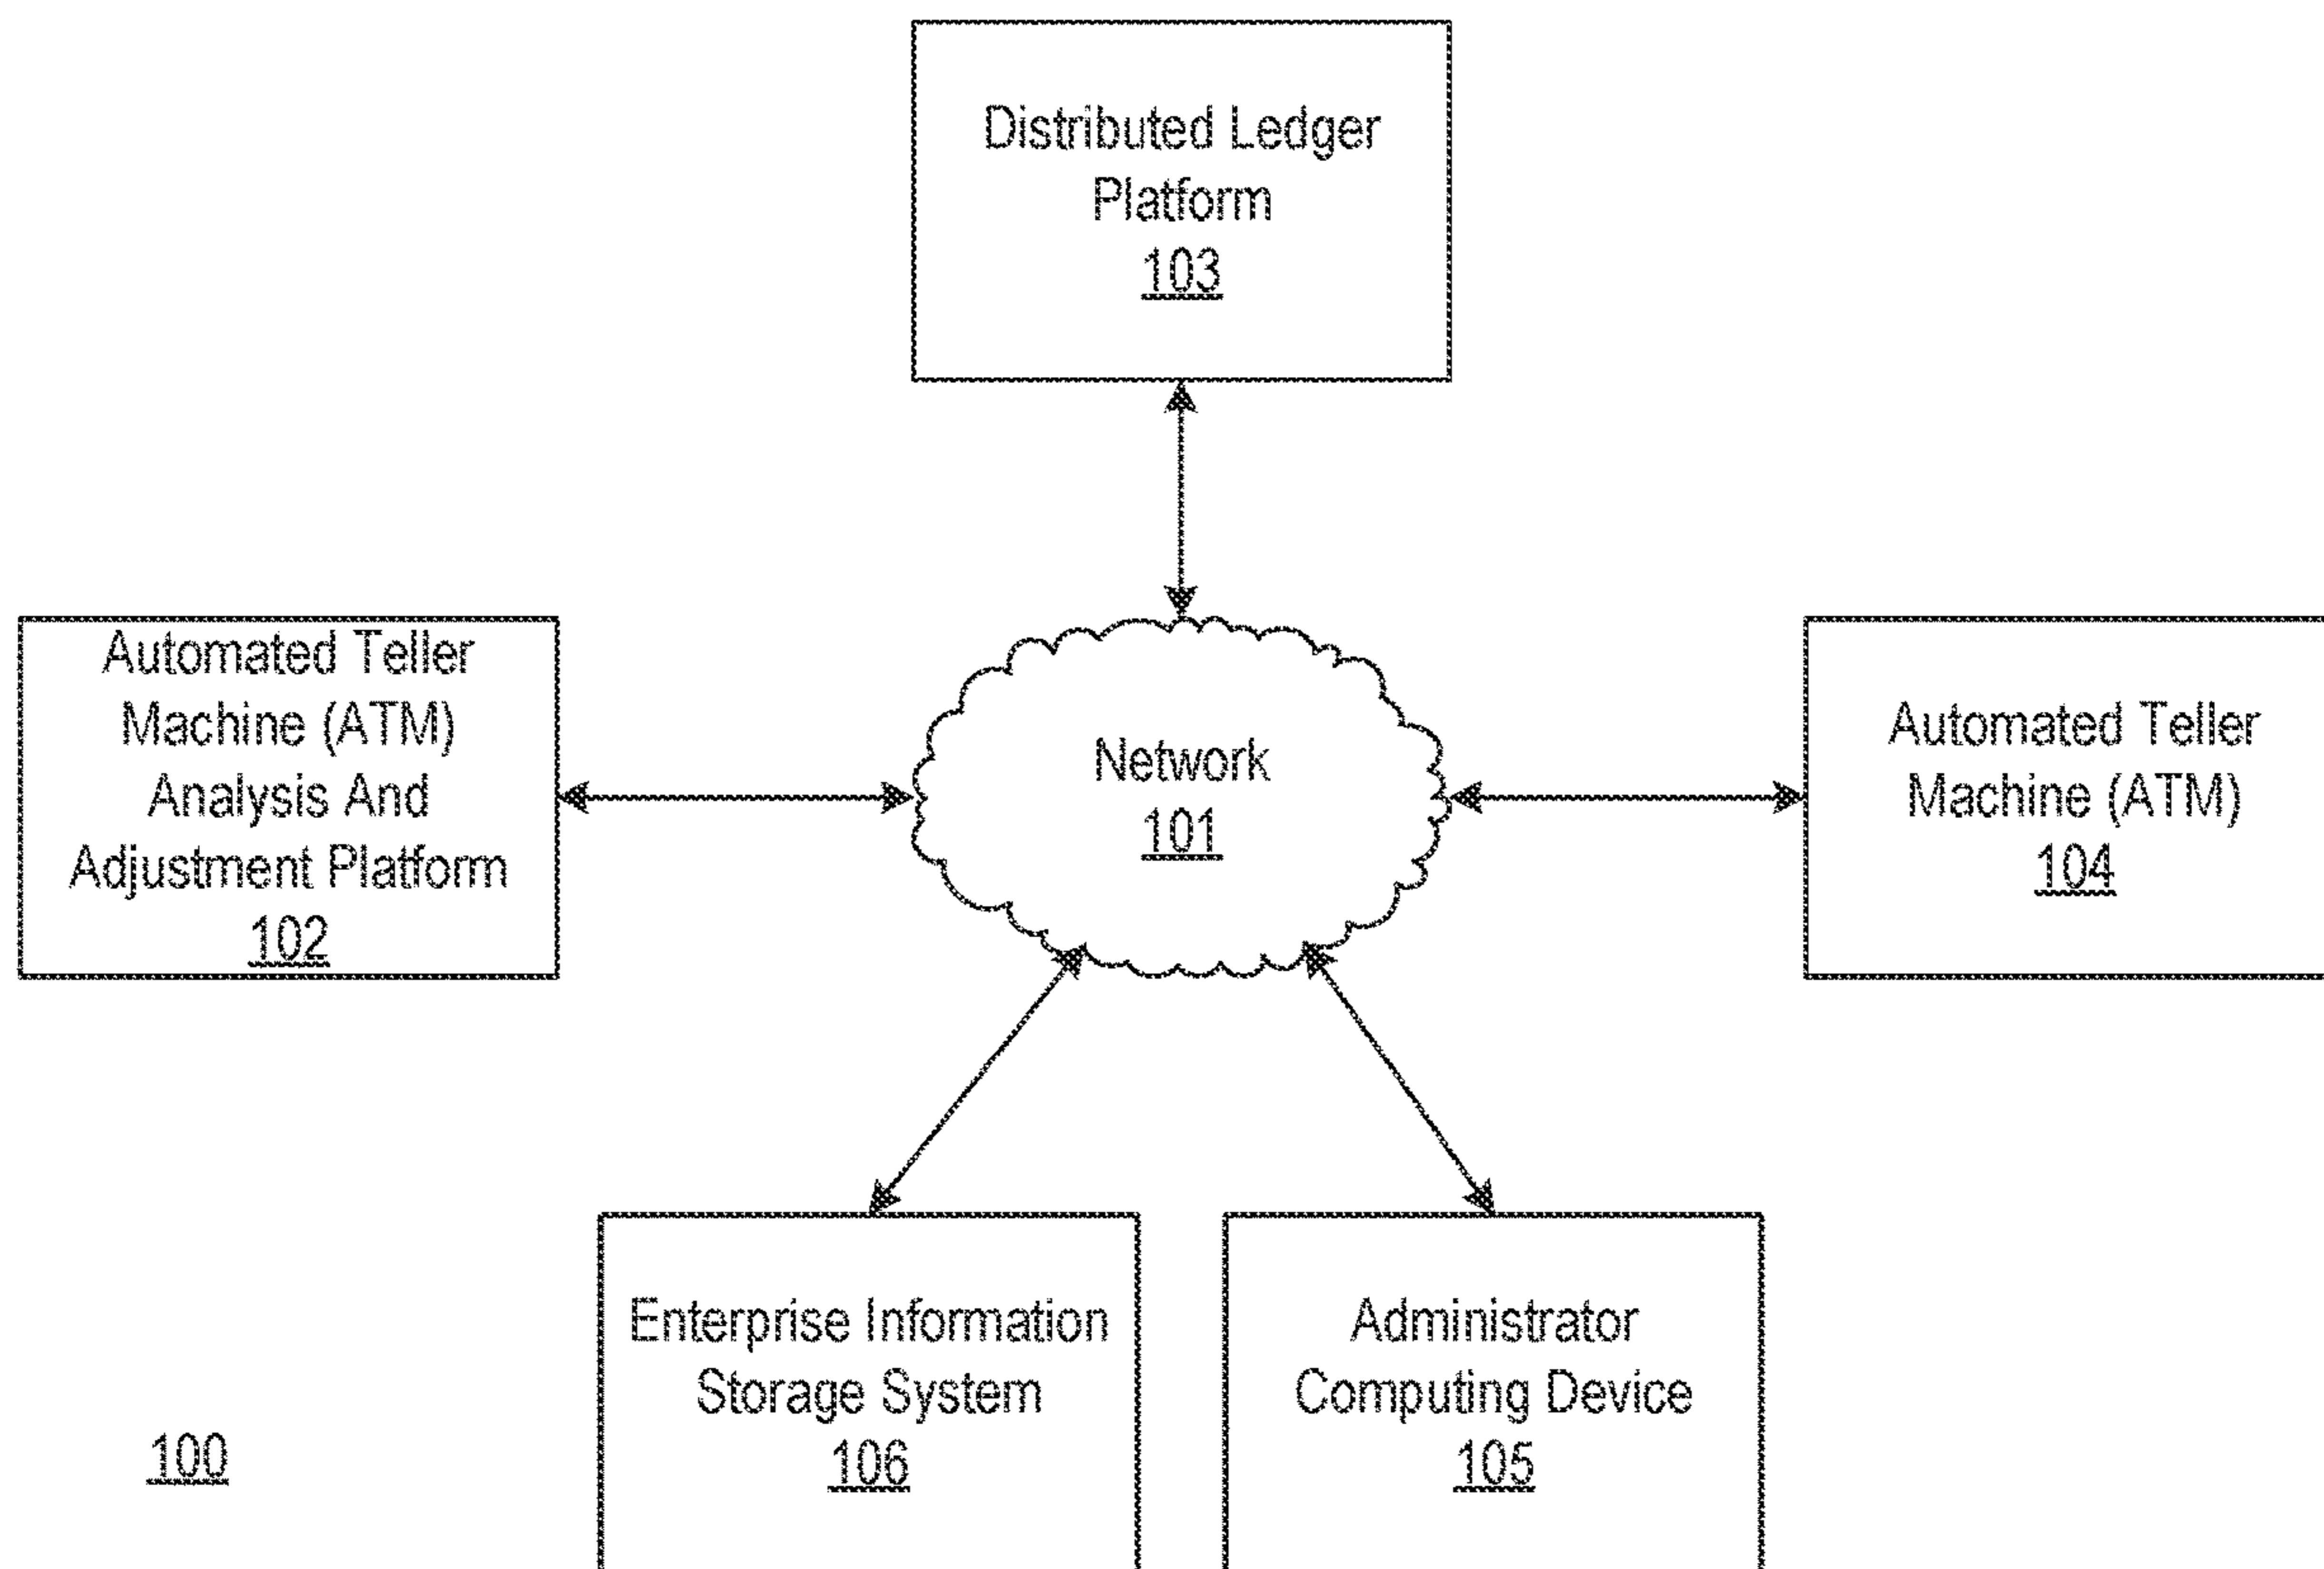 Distributed Ledger
Platform
103
Automated Teller
Machine (ATM)
Analysis And
Adjustment Platform
102
Network
101
Automated Teller
Machine (ATM)
104
Enterprise Information
Storage System
106
Administrator
Computing Device
105
100